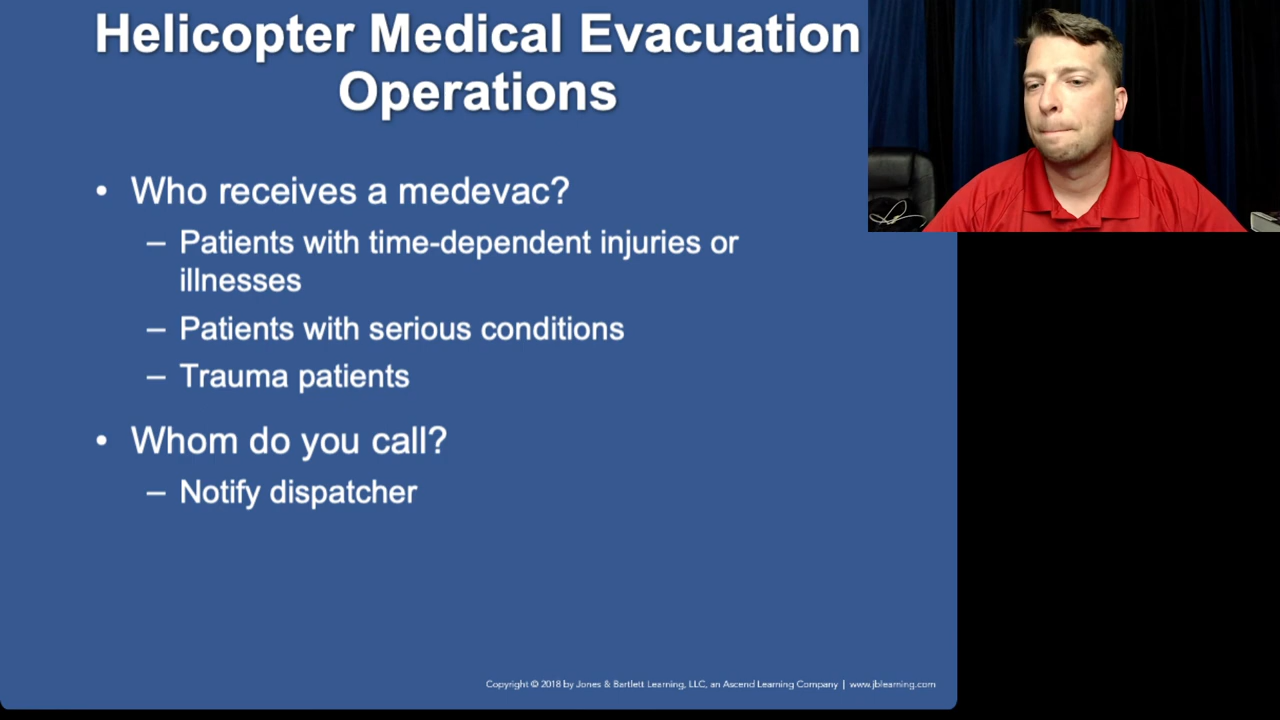 Helicopter Medical Evacuation
Operations
• Who receives a medevac?
– Patients with time-dependent injuries or
illnesses
– Patients with serious conditions
– Trauma patients
• Whom do you call?
– Notify dispatcher
Copyright © 2018 by Jones & Bartlett Learning, LLC, an Ascend Learning Company | www.jblearning.com